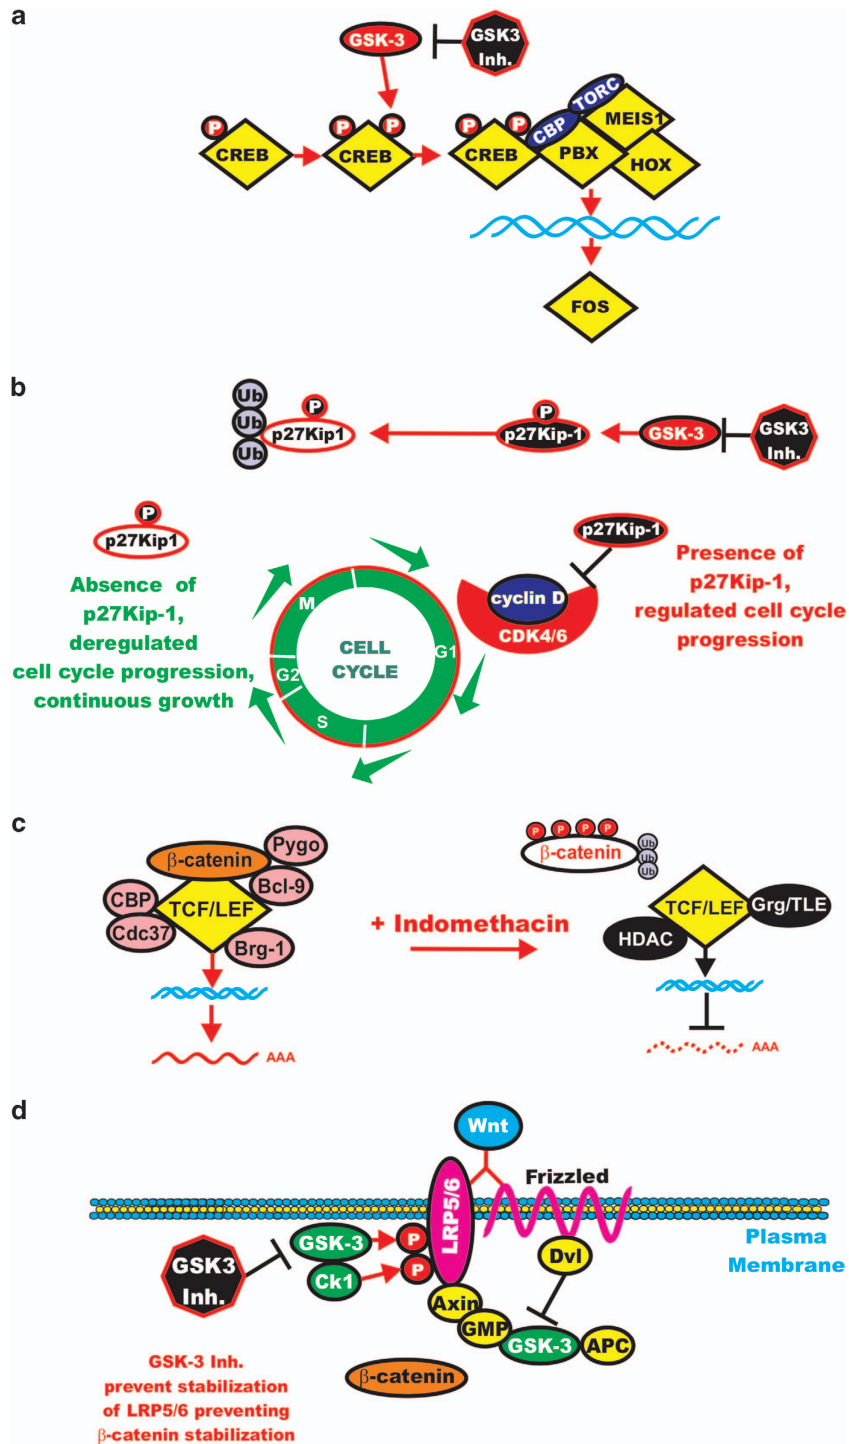 a
GSK-3
GSK3
Inh.
P
CREB
P P
CREB
P P
CREB
CBP
TORC
MEIS1
PBX
HOX
FOS
b
Ub
Ub
Ub
P
p27Kip1
P
p27Kip-1
GSK-3
GSK3
Inh.
P
p27Kip1
Absence of
p27Kip-1,
deregulated
cell cycle progression,
continuous growth
M
G1
G2
S
CELL
CYCLE
cyclin D
CDK4/6
p27Kip-1
Presence of
p27Kip-1,
regulated cell cycle
progression
c
β-catenin
Pygo
Bcl-9
CBP
TCF/LEF
Cdc37
Brg-1
AAA
+ Indomethacin
P P P P
β-catenin
Ub
Ub
Ub
TCF/LEF
Grg/TLE
HDAC
AAA
d
Wnt
Frizzled
LRP5/6
Plasma
Membrane
GSK3
Inh.
GSK-3
P
Ck1
P
Dvl
Axin
GMP
GSK-3
APC
β-catenin
GSK-3 Inh.
prevent stabilization
of LRP5/6 preventing
β-catenin stabilization